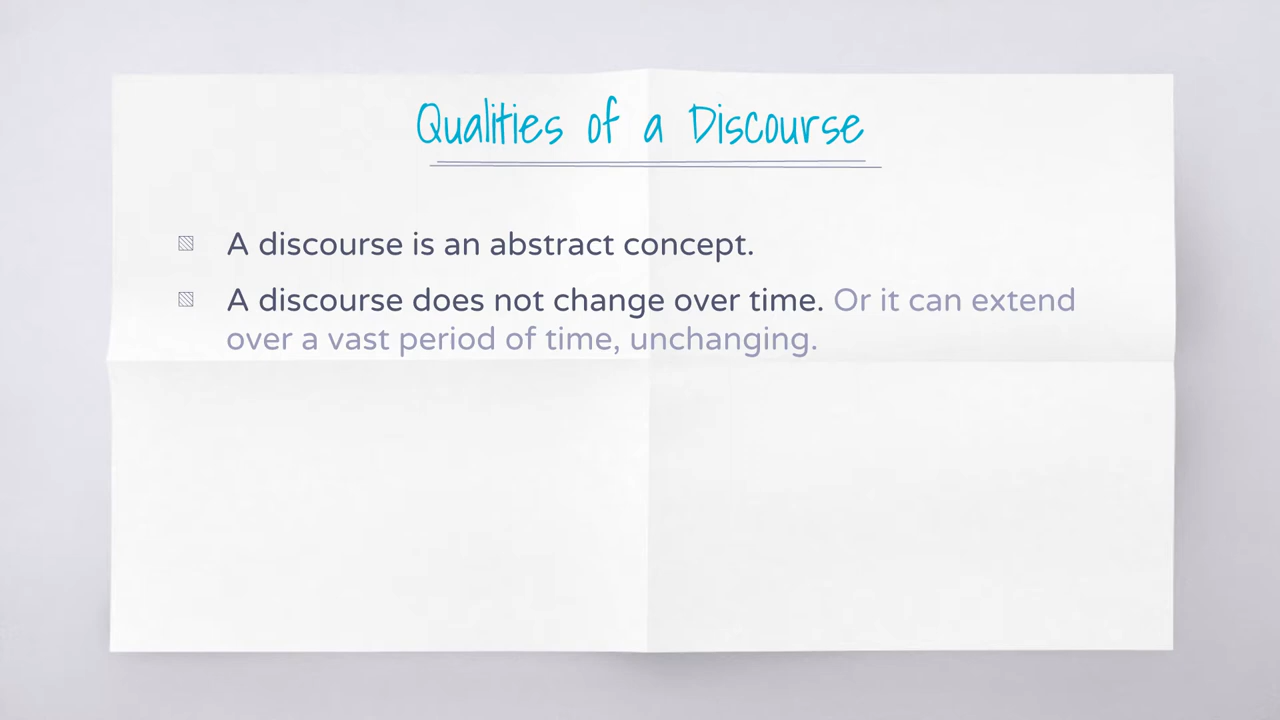 Qualities of a Discourse
A discourse is an abstract concept.
A discourse does not change over time. Or it can extend
over a vast period of time, unchanging.